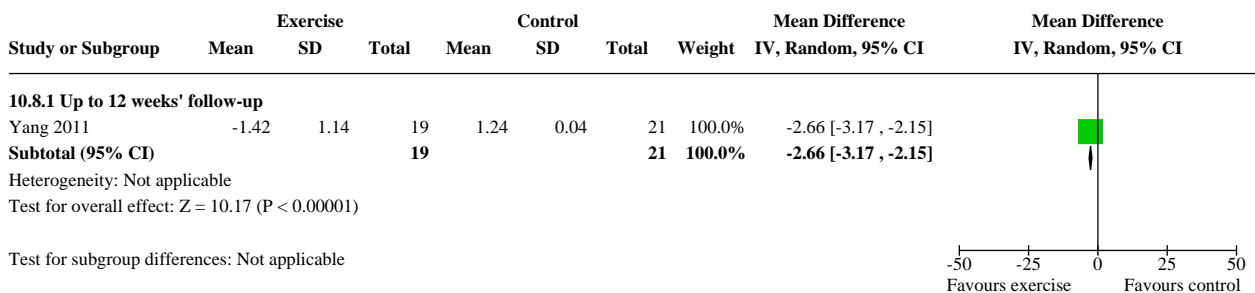 Exercise Control Mean Difference Mean Difference
Study or Subgroup Mean SD Total Mean SD Total Weight IV, Random, 95% CI IV, Random, 95% CI
10.8.1 Up to 12 weeks' follow-up
Yang 2011 -1.42 1.14 19 1.24 0.04 21 100.0% -2.66 [-3.17 , -2.15]
Subtotal (95% CI) 19 21 100.0% -2.66 [-3.17 , -2.15]
Heterogeneity: Not applicable
Test for overall effect: Z = 10.17 (P < 0.00001)
Test for subgroup differences: Not applicable
-50 -25 0 25 50
Favours exercise Favours control